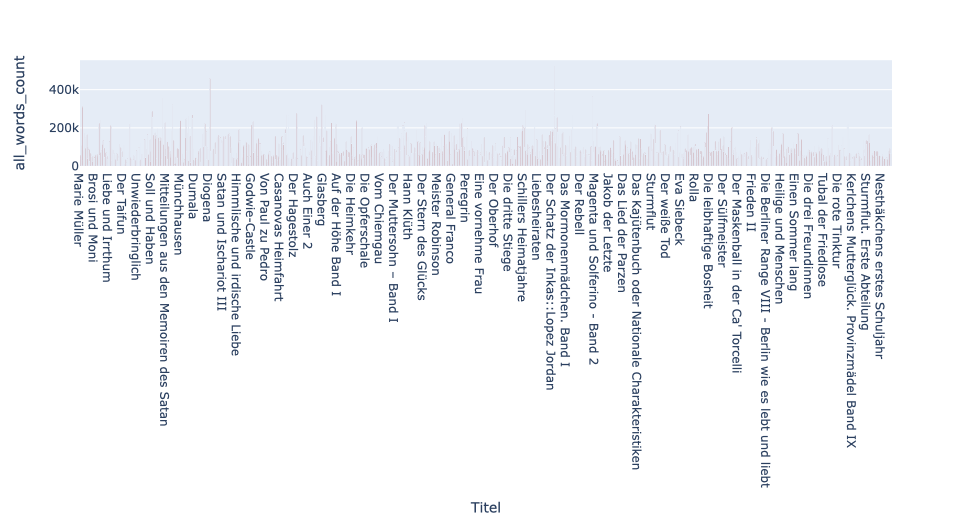 all_words_count
400k
200k
0
Marie Müller
Brosi und Moni
Liebe und Irrthum
Der Taifun
Unwiederbringlich
Soll und Haben
Mitteilungen aus den Memoiren des Satan
Münchhausen
Dumala
Diogena
Satan und Ischariot III
Himmlische und irdische Liebe
Godwie-Castle
Von Paul zu Pedro
Casanovas Heimfahrt
Der Hagestolz
Auch Einer 2
Glasberg
Auf der Höhe Band I
Die Heimkehr
Die Opferschale
Vom Chiemgau
Der Muttersohn – Band I
Hann Klüth
Der Stern des Glücks
Meister Robinson
General Franco
Peregrin
Eine vornehme Frau
Der Oberhof
Die dritte Stiege
Schillers Heimatjahre
Liebesheiraten
Der Schatz der Inkas::Lopez Jordan
Das Mormonenmädchen. Band I
Der Rebell
Magenta und Solferino - Band 2
Jakob der Letzte
Das Lied der Parzen
Das Kajütenbuch oder Nationale Charakteristiken
Sturmflut
Der weiße Tod
Eva Siebeck
Rolla
Die leibhaftige Bosheit
Der Sülfmeister
Der Maskenball in der Ca' Torcelli
Frieden II
Die Berliner Range VIII - Berlin wie es lebt und liebt
Heilige und Menschen
Einen Sommer lang
Die drei Freundinnen
Tubal der Friedlose
Die rote Tinktur
Kerlchens Mutterglück. Provinzmädel Band IX
Sturmflut. Erste Abteilung
Nesthäkchens erstes Schuljahr
Titel